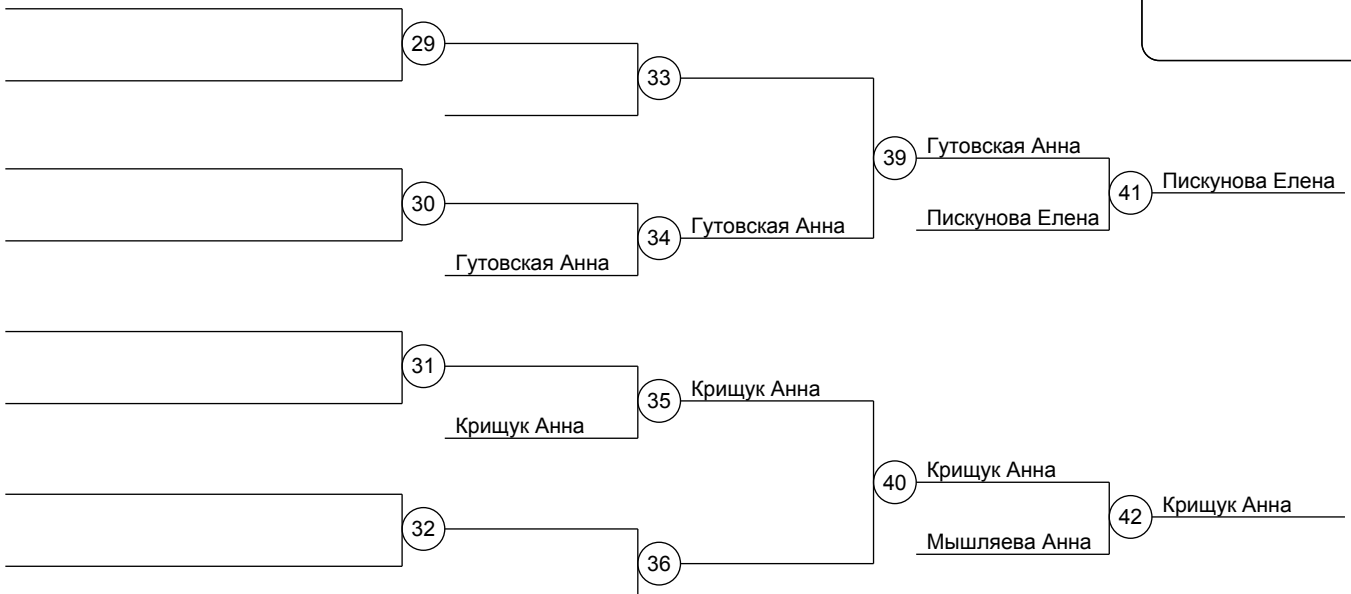 29
33
Гутовская Анна
39
Пискунова Елена
41
30
Пискунова Елена
Гутовская Анна
34
Гутовская Анна
31
Крищук Анна
35
Крищук Анна
Крищук Анна
40
Крищук Анна
42
32
Мышляева Анна
36